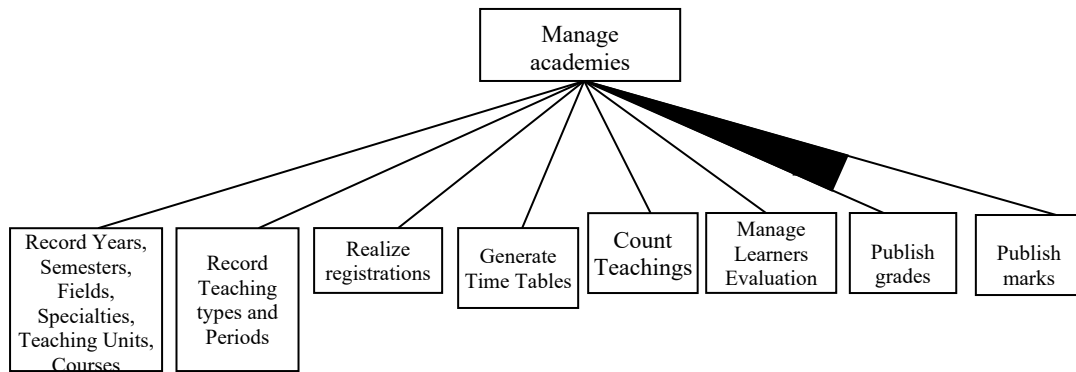 Manage
academies
Record Years,
Semesters,
Fields,
Specialties,
Teaching Units,
Courses
Record
Teaching
types and
Periods
Realize
registrations
Generate
Time Tables
Count
Teachings
Manage
Learners
Evaluation
Publish
grades
Publish
marks